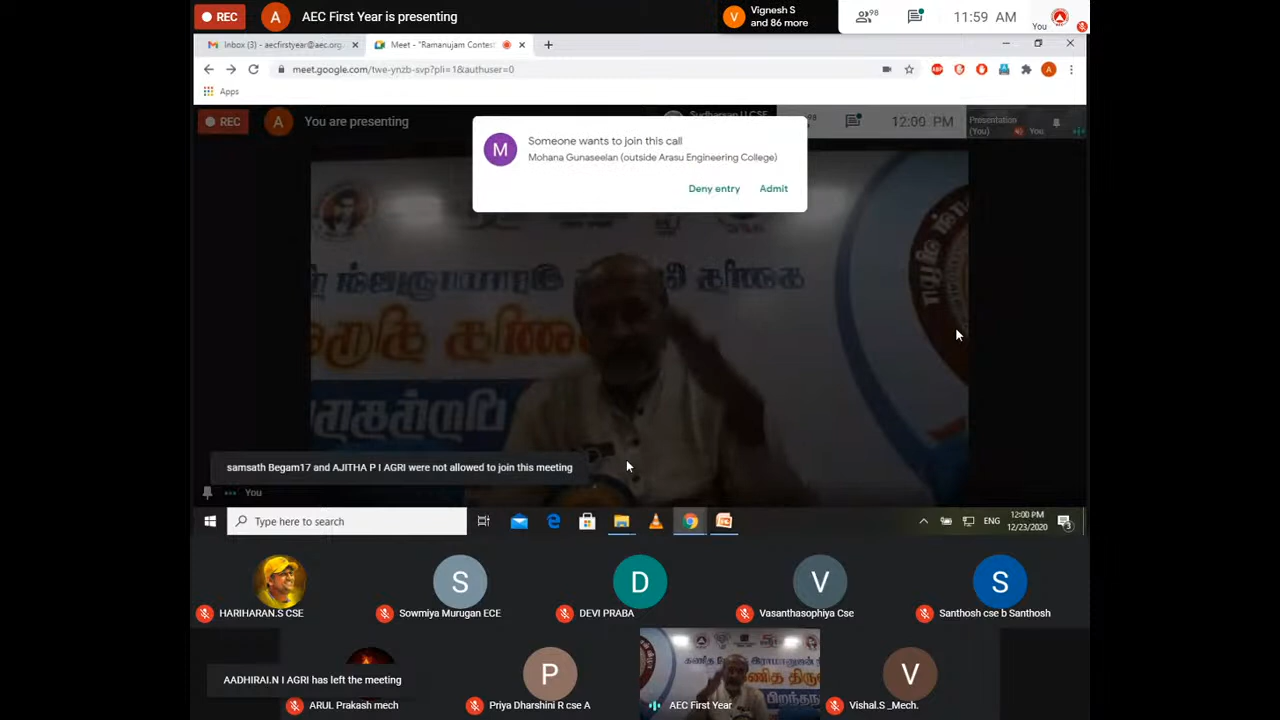 REC
A
AEC First Year is presenting
V
Vignesh S
and 86 more
98
11:59 AM
You
Inbox (3) - aecfirstyear@aec.org.
Meet - "Ramanujam Contes
meet.google.com/twe-ynzb-svp?pli=1&authuser=0
ABP
A
Apps
REC
A
You are presenting
12:00 PM
Presentation
(You)
You
M
Someone wants to join this call
Mohana Gunaseelan (outside Arasu Engineering College)
Deny entry
Admit
samsath Begam17 and AJITHA P I AGRI were not allowed to join this meeting
You
Type here to search
ENG
12:00 PM
12/23/2020
3
HARIHARAN.S CSE
S
Sowmiya Murugan ECE
D
DEVI PRABA
V
Vasanthasophiya Cse
S
Santhosh cse b Santhosh
AADHIRAI.N I AGRI has left the meeting
ARUL Prakash mech
P
Priya Dharshini R cse A
AEC First Year
V
Vishal.S _Mech.